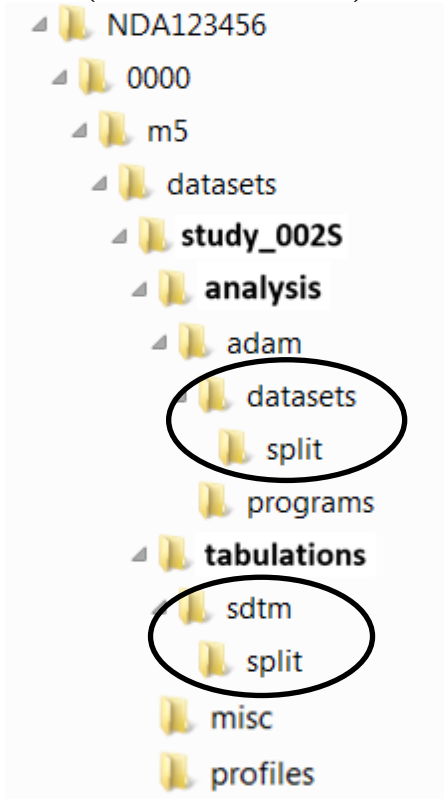 NDA123456
0000
m5
datasets
study_002S
analysis
adam
datasets
split
programs
tabulations
sdtm
split
misc
profiles